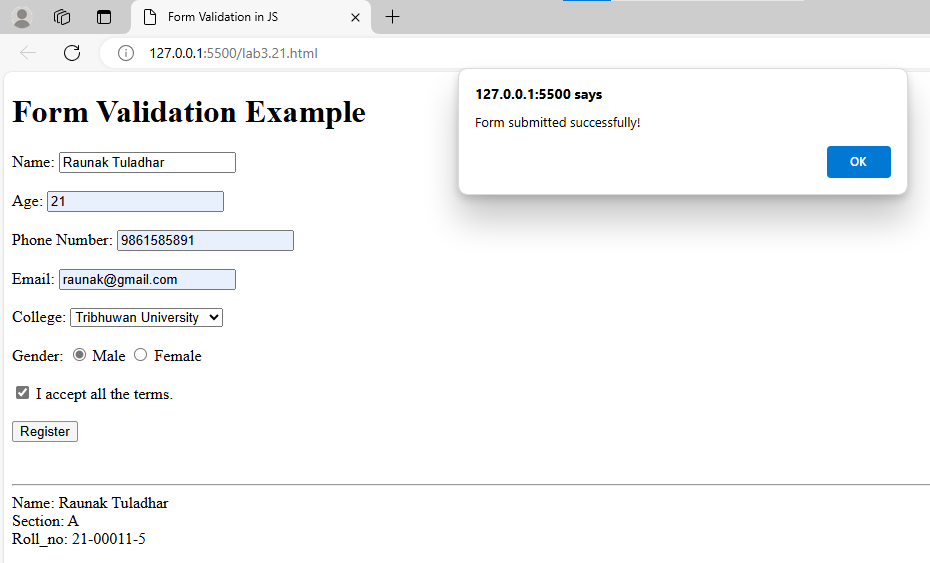 Form Validation in JS
127.0.0.1:5500/lab3.21.html
127.0.0.1:5500 says
Form submitted successfully!
OK
Form Validation Example
Name: Raunak Tuladhar
Age: 21
Phone Number: 9861585891
Email: raunak@gmail.com
College: Tribhuwan University
Gender: Male Female
I accept all the terms.
Register
Name: Raunak Tuladhar
Section: A
Roll_no: 21-00011-5